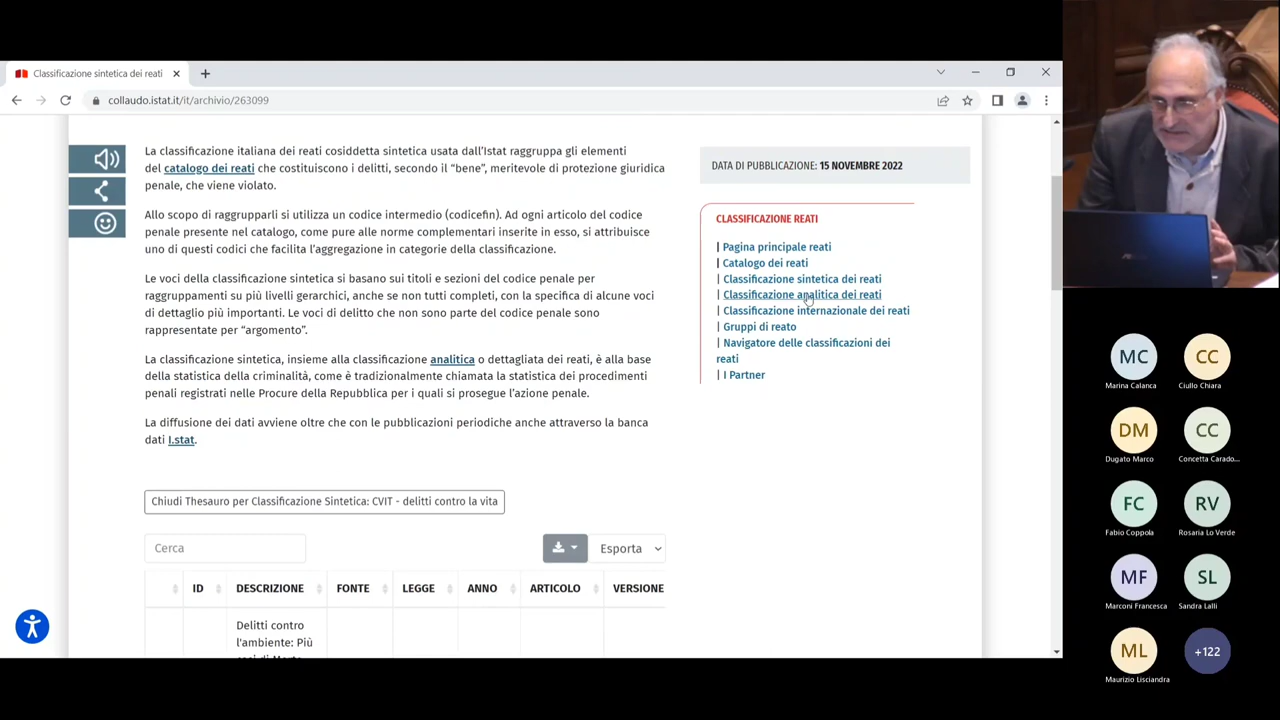 Classificazione sintetica dei reati
collaudo.istat.it/it/archivio/263099
La classificazione italiana dei reati cosiddetta sintetica usata dall'Istat raggruppa gli elementi
del catalogo dei reati che costituiscono i delitti, secondo il “bene”, meritevole di protezione giuridica
penale, che viene violato.
Allo scopo di raggrupparli si utilizza un codice intermedio (codicefin). Ad ogni articolo del codice
penale presente nel catalogo, come pure alle norme complementari inserite in esso, si attribuisce
uno di questi codici che facilita l'aggregazione in categorie della classificazione.
Le voci della classificazione sintetica si basano sui titoli e sezioni del codice penale per
raggruppamenti su più livelli gerarchici, anche se non tutti completi, con la specifica di alcune voci
di dettaglio più importanti. Le voci di delitto che non sono parte del codice penale sono
rappresentate per “argomento”.
La classificazione sintetica, insieme alla classificazione analitica o dettagliata dei reati, è alla base
della statistica della criminalità, come è tradizionalmente chiamata la statistica dei procedimenti
penali registrati nelle Procure della Repubblica per i quali si prosegue l'azione penale.
La diffusione dei dati avviene oltre che con le pubblicazioni periodiche anche attraverso la banca
dati I.stat.
Chiudi Thesauro per Classificazione Sintetica: CVIT - delitti contro la vita
Cerca
Esporta
ID DESCRIZIONE FONTE LEGGE ANNO ARTICOLO VERSIONE
Delitti contro
l'ambiente: Più
DATA DI PUBBLICAZIONE: 15 NOVEMBRE 2022
CLASSIFICAZIONE REATI
| Pagina principale reati
| Catalogo dei reati
| Classificazione sintetica dei reati
| Classificazione analitica dei reati
| Classificazione internazionale dei reati
| Gruppi di reato
| Navigatore delle classificazioni dei
reati
| I Partner
MC CC
Marina Calanca Ciullo Chiara
DM CC
Dugato Marco Concetta Carado...
FC RV
Fabio Coppola Rosaria Lo Verde
MF SL
Marconi Francesca Sandra Lalli
ML +122
Maurizio Lisciandra